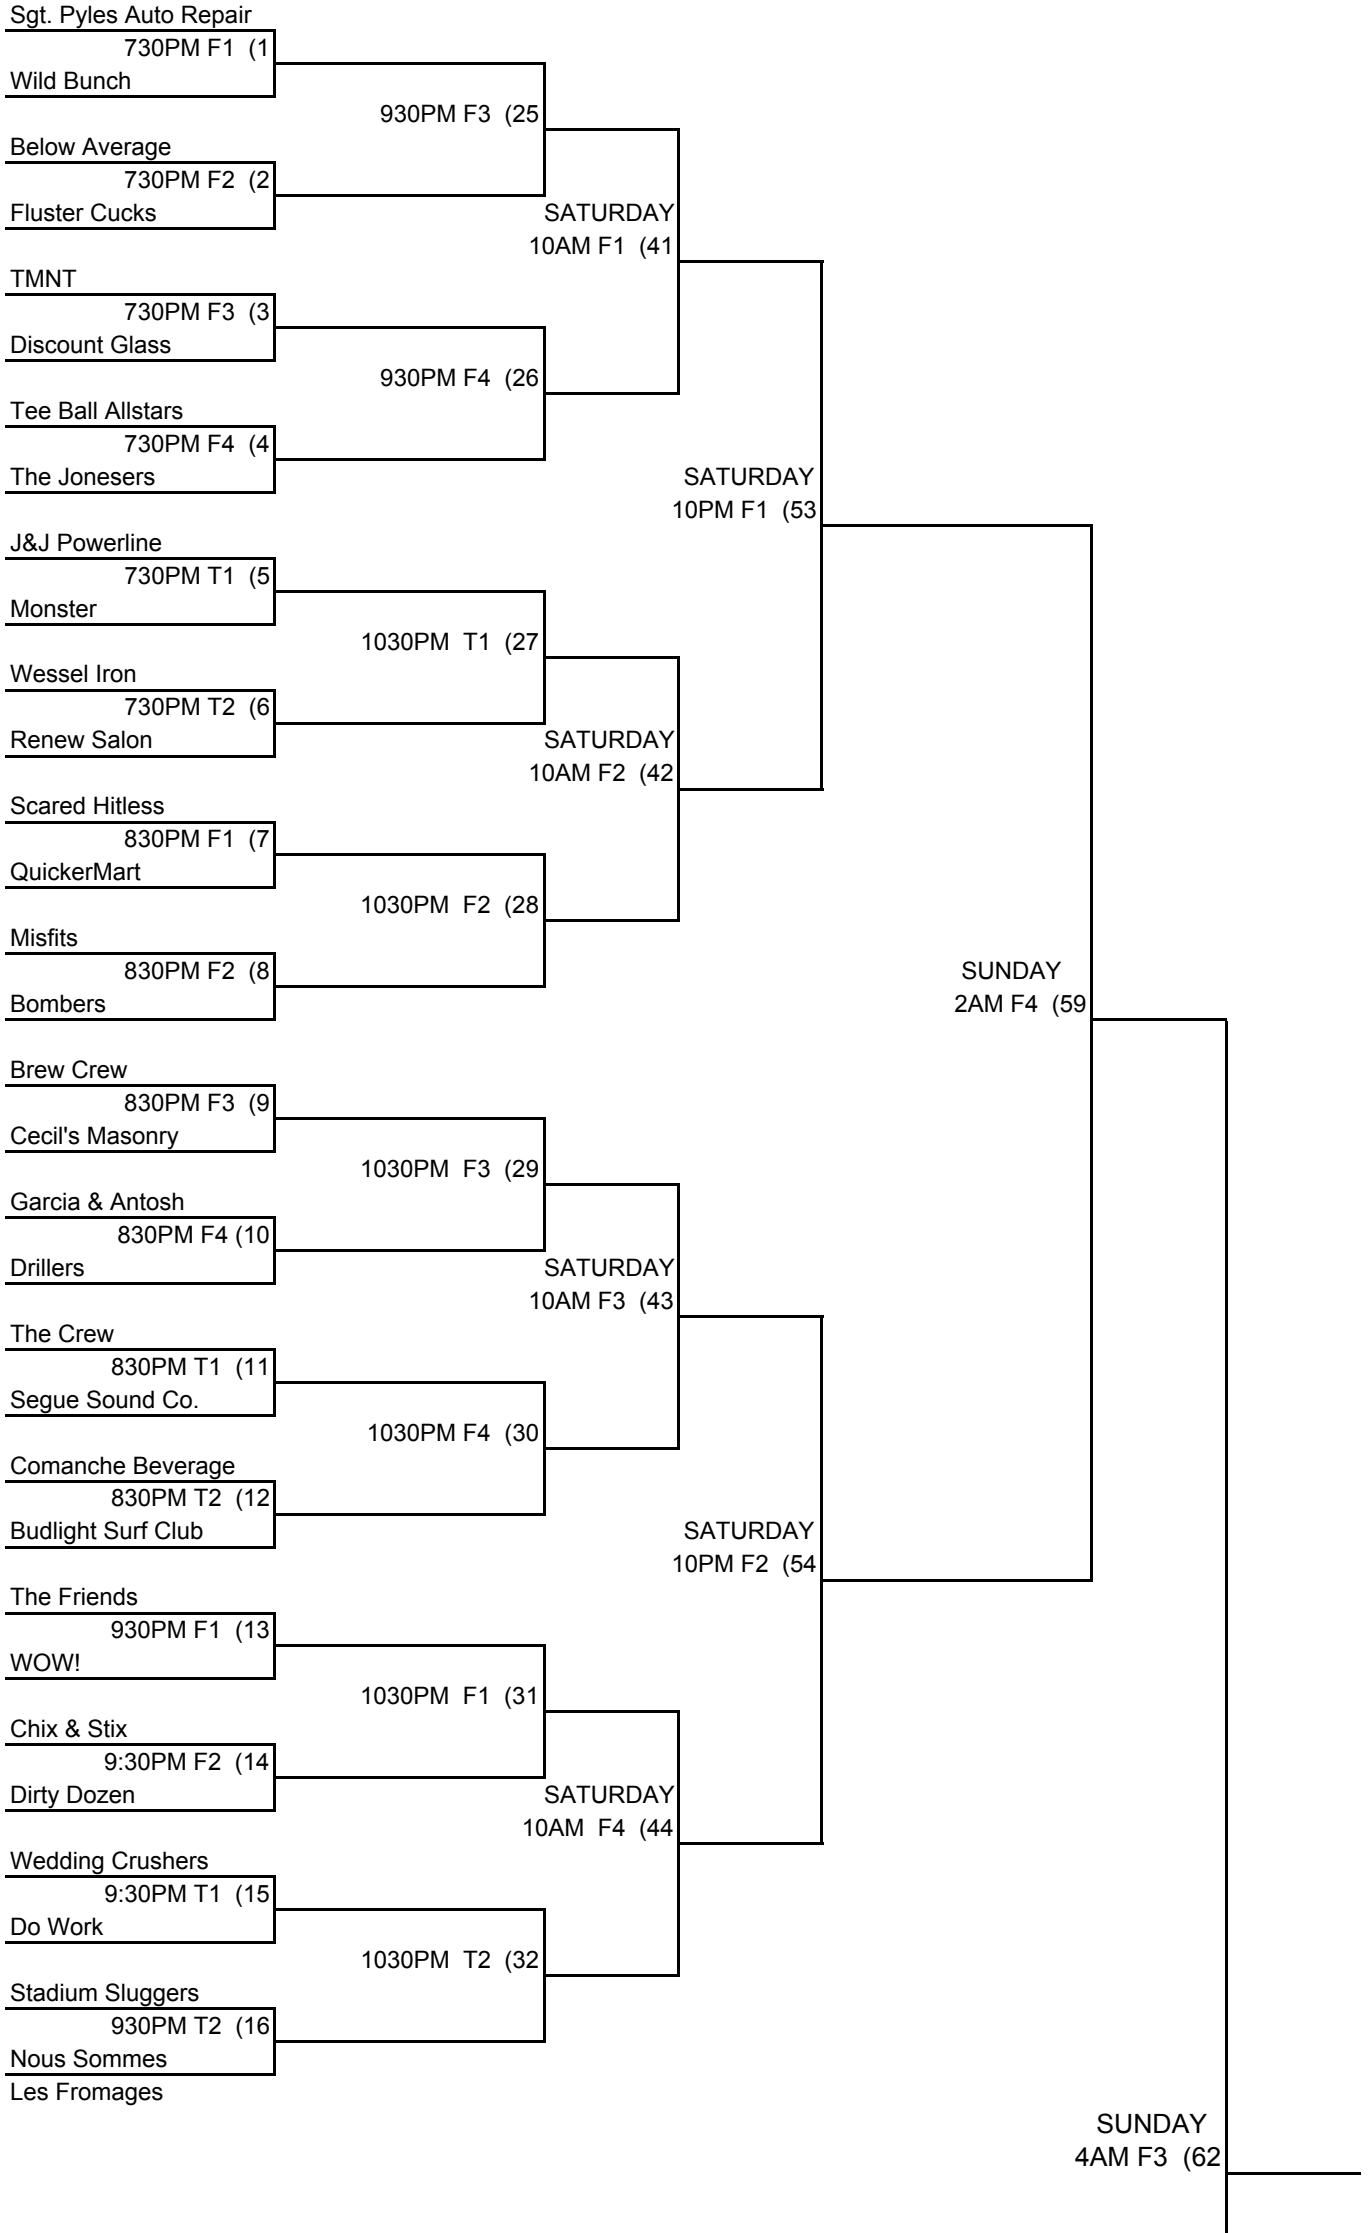 Sgt. Pyles Auto Repair
730PM F1 (1
Wild Bunch
930PM F3 (25
Below Average
730PM F2 (2
Fluster Cucks
SATURDAY
10AM F1 (41
TMNT
730PM F3 (3
Discount Glass
930PM F4 (26
Tee Ball Allstars
730PM F4 (4
The Jonesers
SATURDAY
10PM F1 (53
J&J Powerline
730PM T1 (5
Monster
1030PM T1 (27
Wessel Iron
730PM T2 (6
Renew Salon
SATURDAY
10AM F2 (42
Scared Hitless
830PM F1 (7
QuickerMart
1030PM F2 (28
Misfits
830PM F2 (8
Bombers
SUNDAY
2AM F4 (59
Brew Crew
830PM F3 (9
Cecil's Masonry
1030PM F3 (29
Garcia & Antosh
830PM F4 (10
Drillers
SATURDAY
10AM F3 (43
The Crew
830PM T1 (11
Segue Sound Co.
1030PM F4 (30
Comanche Beverage
830PM T2 (12
Budlight Surf Club
SATURDAY
10PM F2 (54
The Friends
930PM F1 (13
WOW!
1030PM F1 (31
Chix & Stix
9:30PM F2 (14
Dirty Dozen
SATURDAY
10AM F4 (44
Wedding Crushers
9:30PM T1 (15
Do Work
1030PM T2 (32
Stadium Sluggers
930PM T2 (16
Nous Sommes
Les Fromages
SUNDAY
4AM F3 (62